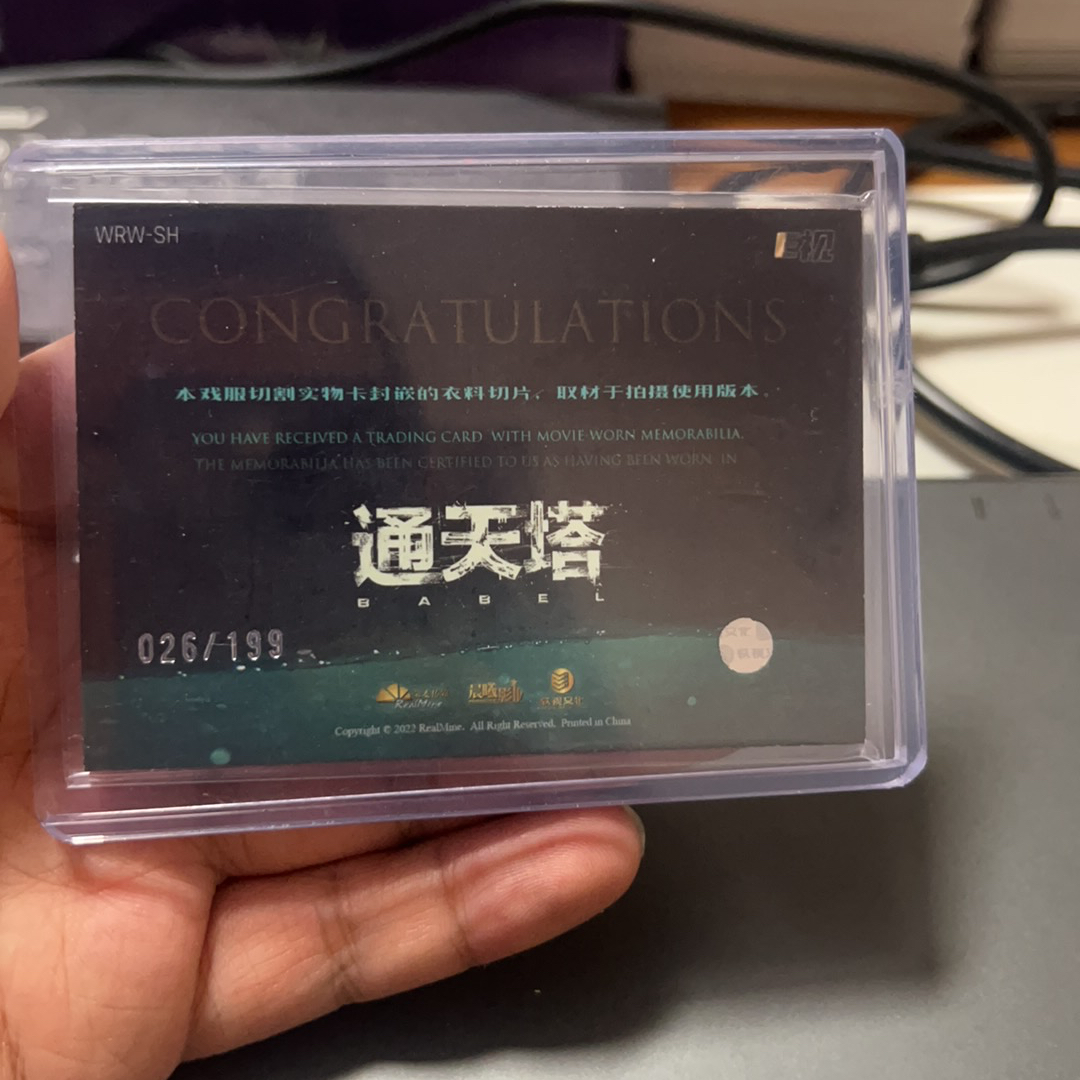 WRW-SH
CONGRATULATIONS
本戏服切割实物卡封嵌的衣料切片，取材于拍摄使用版本。
YOU HAVE RECEIVED A TRADING CARD WITH MOVIE WORN MEMORABILIA.
THE MEMORABILIA HAS BEEN CERTIFIED TO US AS HAVING BEEN WORN IN
通天塔
BABEL
026/199
RealMine
Copyright © 2022 RealMine. All Right Reserved. Printed in China